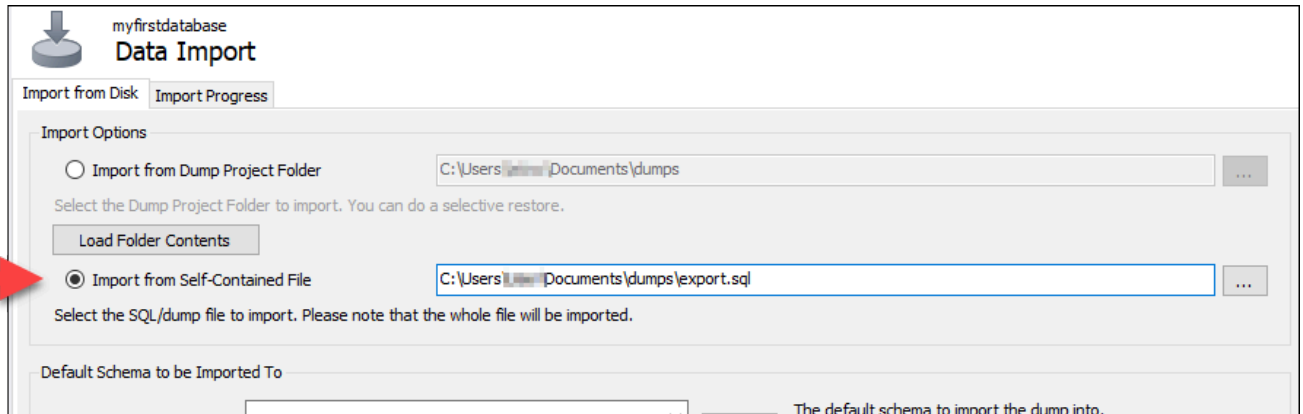 myfirstdatabase
Data Import
Import from Disk Import Progress
Import Options
Import from Dump Project Folder C:\Users\ \Documents\dumps ...
Select the Dump Project Folder to import. You can do a selective restore.
Load Folder Contents
Import from Self-Contained File C:\Users\ Documents\dumps\export.sql ...
Select the SQL/dump file to import. Please note that the whole file will be imported.
Default Schema to be Imported To
The default schema to import the dump into.